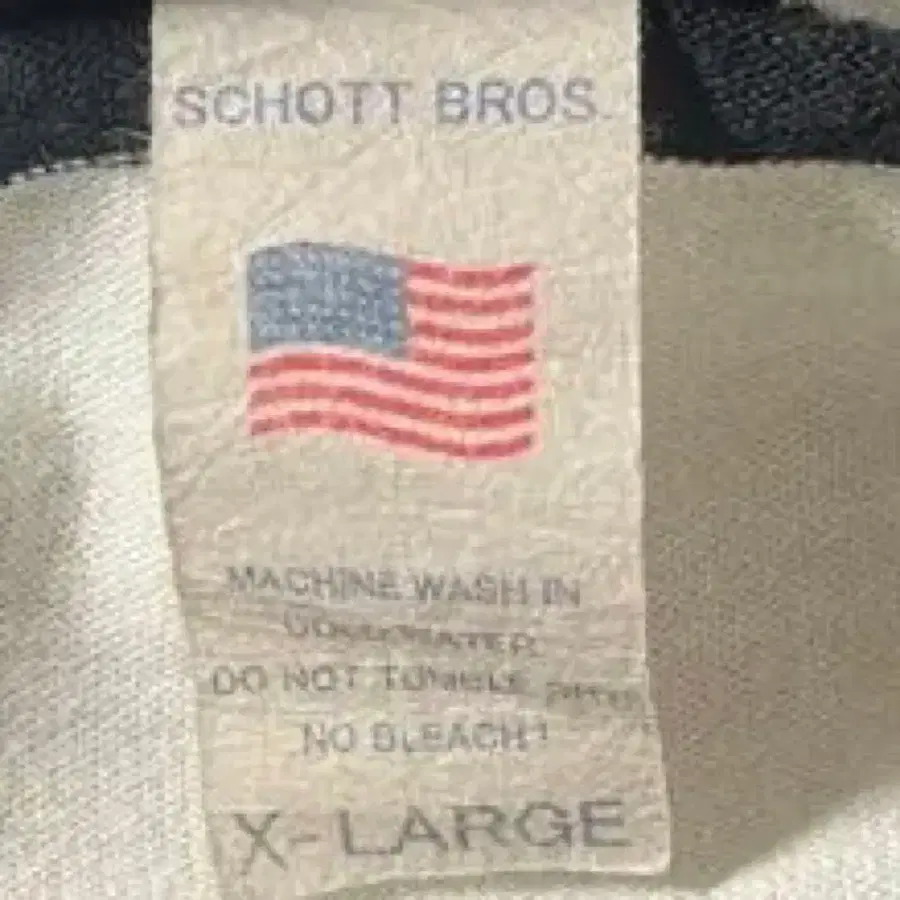 SCHOTT BROS.
MACHINE WASH IN
COLD WATER
DO NOT TUMBLE
NO BLEACH
X-LARGE